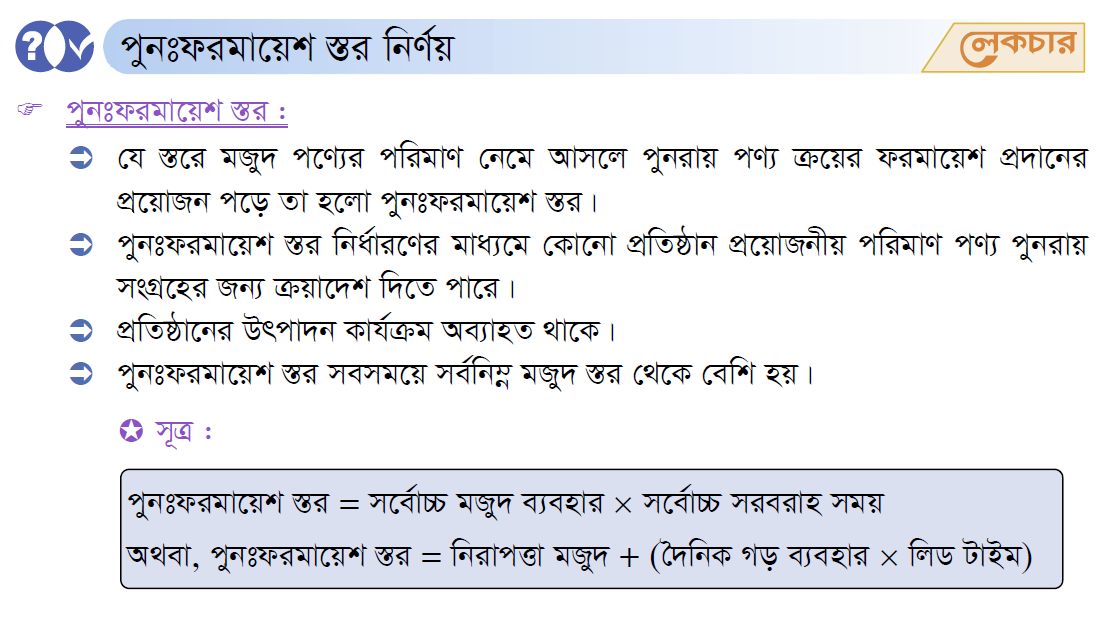 পুনঃফরমায়েশ স্তর নির্ণয়
লেকচার
পুনঃফরমায়েশ স্তর :
যে স্তরে মজুদ পণ্যের পরিমাণ নেমে আসলে পুনরায় পণ্য ক্রয়ের ফরমায়েশ প্রদানের
প্রয়োজন পড়ে তা হলো পুনঃফরমায়েশ স্তর।
পুনঃফরমায়েশ স্তর নির্ধারণের মাধ্যমে কোনো প্রতিষ্ঠান প্রয়োজনীয় পরিমাণ পণ্য পুনরায়
সংগ্রহের জন্য ক্রয়াদেশ দিতে পারে।
প্রতিষ্ঠানের উৎপাদন কার্যক্রম অব্যাহত থাকে।
পুনঃফরমায়েশ স্তর সবসময়ে সর্বনিম্ন মজুদ স্তর থেকে বেশি হয়।
সূত্র :
পুনঃফরমায়েশ স্তর = সর্বোচ্চ মজুদ ব্যবহার × সর্বোচ্চ সরবরাহ সময়
অথবা, পুনঃফরমায়েশ স্তর = নিরাপত্তা মজুদ + (দৈনিক গড় ব্যবহার × লিড টাইম)